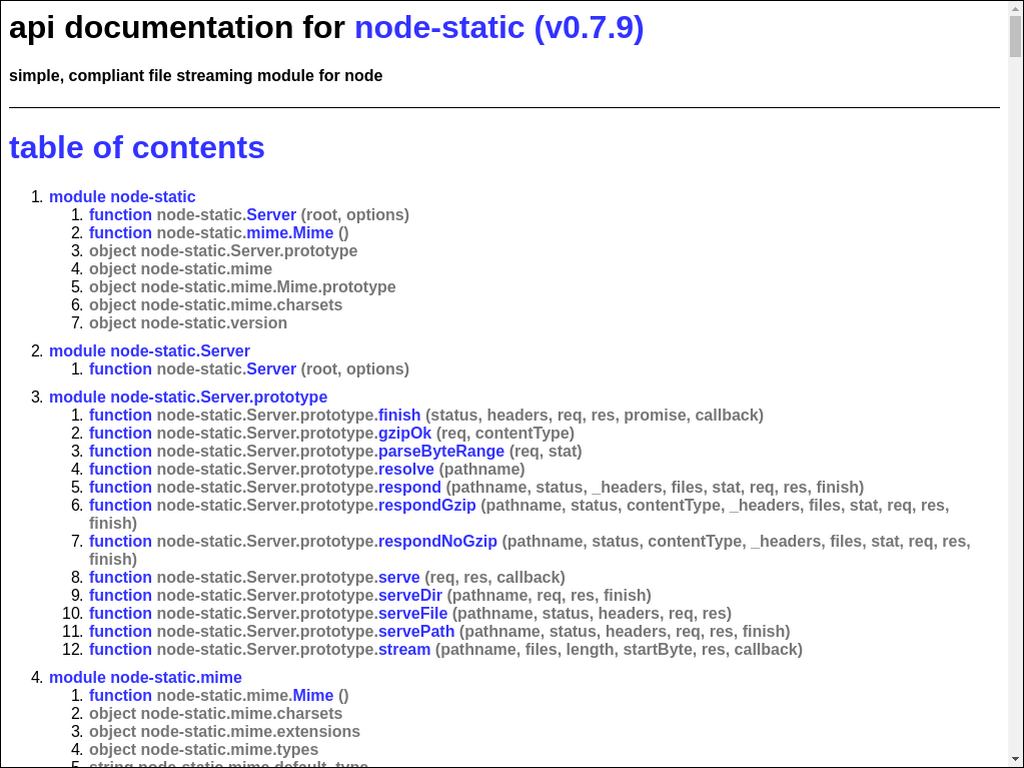 api documentation for node-static (v0.7.9)
simple, compliant file streaming module for node
table of contents
1. module node-static
1. function node-static.Server (root, options)
2. function node-static.mime.Mime ()
3. object node-static.Server.prototype
4. object node-static.mime
5. object node-static.mime.Mime.prototype
6. object node-static.mime.charsets
7. object node-static.version
2. module node-static.Server
1. function node-static.Server (root, options)
3. module node-static.Server.prototype
1. function node-static.Server.prototype.finish (status, headers, req, res, promise, callback)
2. function node-static.Server.prototype.gzipOk (req, contentType)
3. function node-static.Server.prototype.parseByteRange (req, stat)
4. function node-static.Server.prototype.resolve (pathname)
5. function node-static.Server.prototype.respond (pathname, status, _headers, files, stat, req, res, finish)
6. function node-static.Server.prototype.respondGzip (pathname, status, contentType, _headers, files, stat, req, res,
finish)
7. function node-static.Server.prototype.respondNoGzip (pathname, status, contentType, _headers, files, stat, req, res,
finish)
8. function node-static.Server.prototype.serve (req, res, callback)
9. function node-static.Server.prototype.serveDir (pathname, req, res, finish)
10. function node-static.Server.prototype.serveFile (pathname, status, headers, req, res)
11. function node-static.Server.prototype.servePath (pathname, status, headers, req, res, finish)
12. function node-static.Server.prototype.stream (pathname, files, length, startByte, res, callback)
4. module node-static.mime
1. function node-static.mime.Mime ()
2. object node-static.mime.charsets
3. object node-static.mime.extensions
4. object node-static.mime.types
5. string node-static.mime.default_type